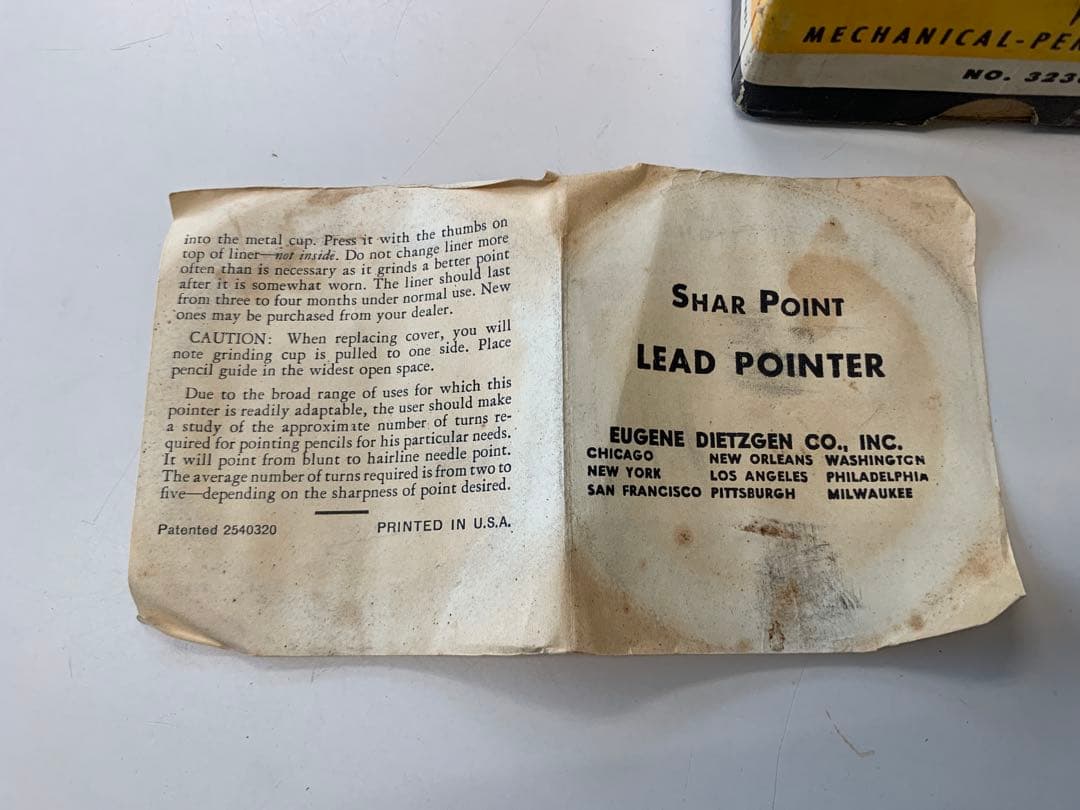 MECHANICAL-PE
NO. 323
into the metal cup. Press it with the thumbs on
top of liner—not inside. Do not change liner more
often than is necessary as it grinds a better point
after it is somewhat worn. The liner should last
from three to four months under normal use. New
ones may be purchased from your dealer.
CAUTION: When replacing cover, you will
note grinding cup is pulled to one side. Place
pencil guide in the widest open space.
Due to the broad range of uses for which this
pointer is readily adaptable, the user should make
a study of the approximate number of turns re-
quired for pointing pencils for his particular needs.
It will point from blunt to hairline needle point.
The average number of turns required is from two to
five—depending on the sharpness of point desired.
Patented 2540320 PRINTED IN U.S.A.
SHAR POINT
LEAD POINTER
EUGENE DIETZGEN CO., INC.
CHICAGO NEW ORLEANS WASHINGTON
NEW YORK LOS ANGELES PHILADELPHIA
SAN FRANCISCO PITTSBURGH MILWAUKEE